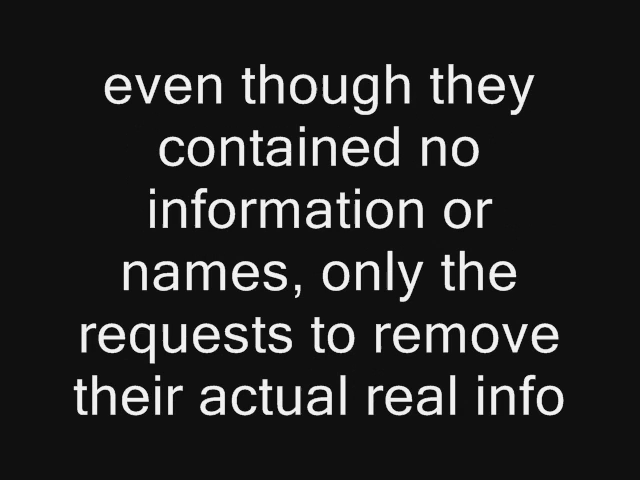 even though they
contained no
information or
names, only the
requests to remove
their actual real info